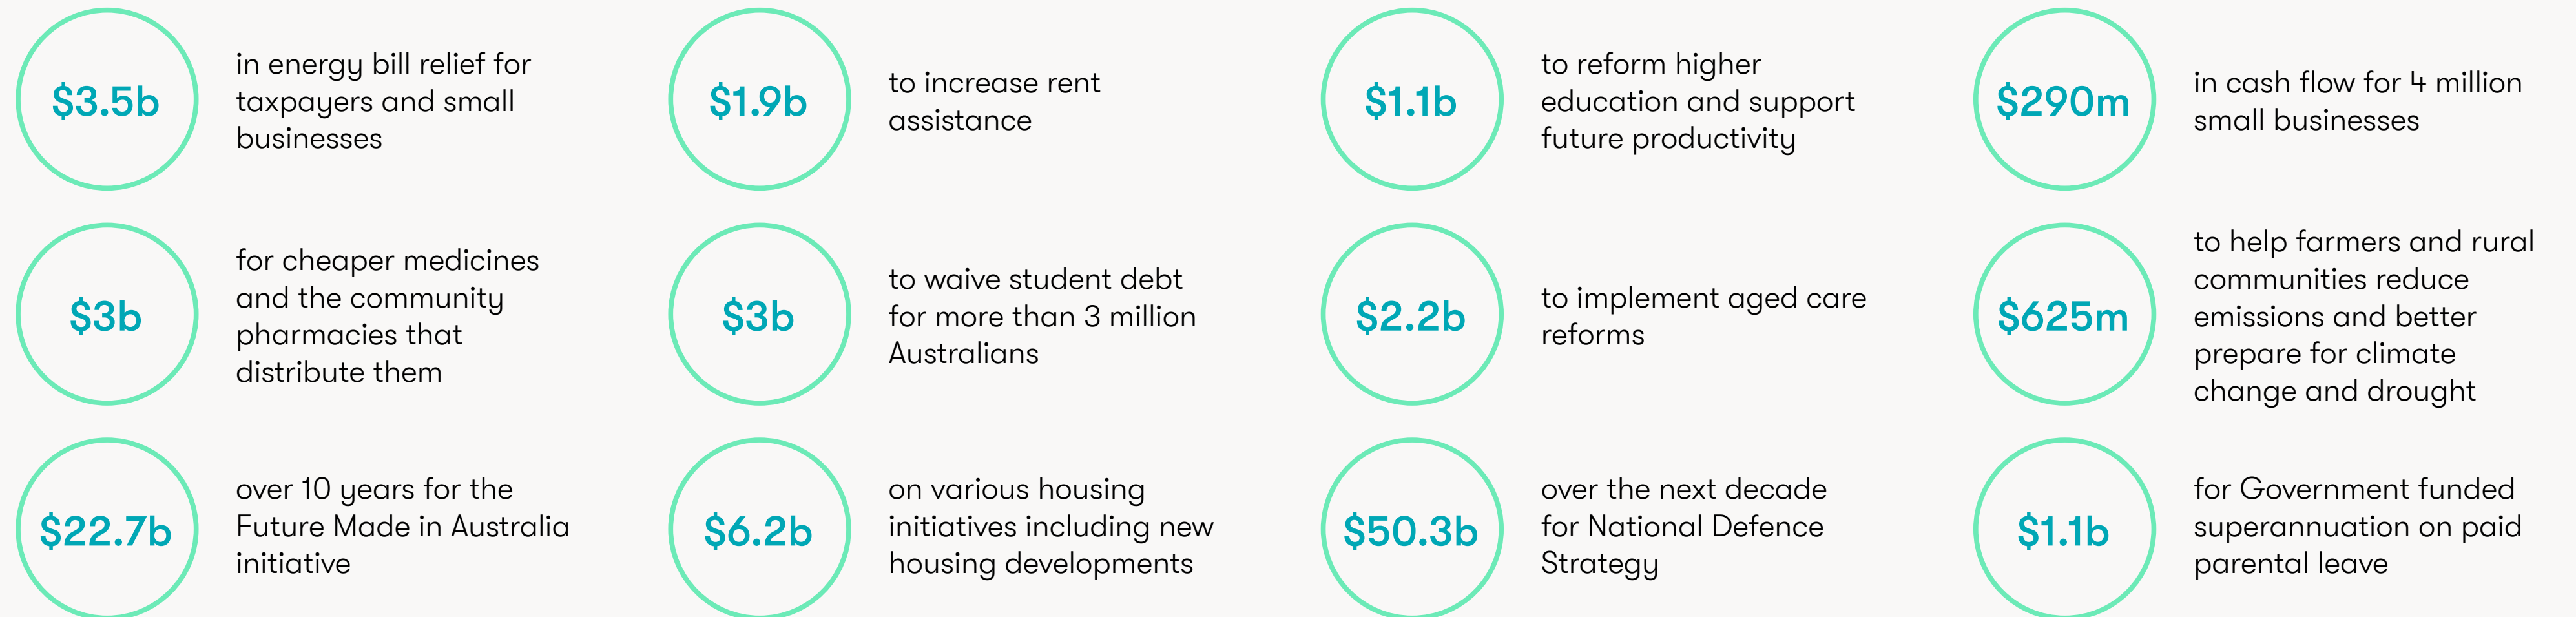 $3.5b
in energy bill relief for
taxpayers and small
businesses
$1.9b
to increase rent
assistance
$1.1b
to reform higher
education and support
future productivity
$290m
in cash flow for 4 million
small businesses
$3b
for cheaper medicines
and the community
pharmacies that
distribute them
$3b
to waive student debt
for more than 3 million
Australians
$2.2b
to implement aged care
reforms
$625m
to help farmers and rural
communities reduce
emissions and better
prepare for climate
change and drought
$22.7b
over 10 years for the
Future Made in Australia
initiative
$6.2b
on various housing
initiatives including new
housing developments
$50.3b
over the next decade
for National Defence
Strategy
$1.1b
for Government funded
superannuation on paid
parental leave